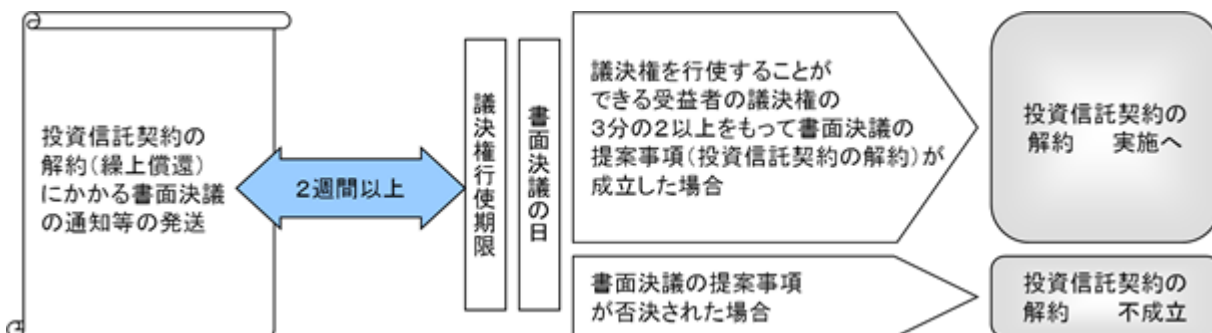 投資信託契約の
解約(繰上償還)
にかかる書面決議
の通知等の発送
2週間以上
議決権行使期限
書面決議の日
議決権を行使することが
できる受益者の議決権の
3分の2以上をもって書面決議の
提案事項(投資信託契約の解約)が
成立した場合
投資信託契約の
解約　実施へ
書面決議の提案事項
が否決された場合
投資信託契約の
解約　不成立